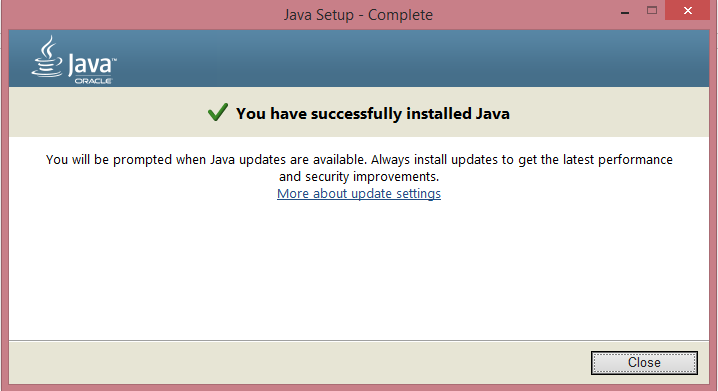 Java Setup - Complete
Java™
ORACLE
You have successfully installed Java
You will be prompted when Java updates are available. Always install updates to get the latest performance
and security improvements.
More about update settings
Close